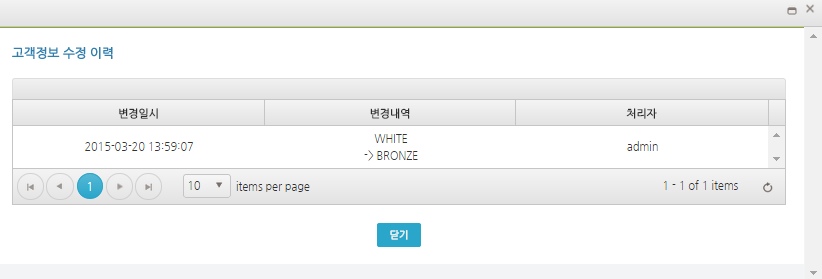 고객정보 수정 이력
변경일시 변경내역 처리자
2015-03-20 13:59:07 WHITE
-> BRONZE admin
1 10 items per page 1 - 1 of 1 items
닫기